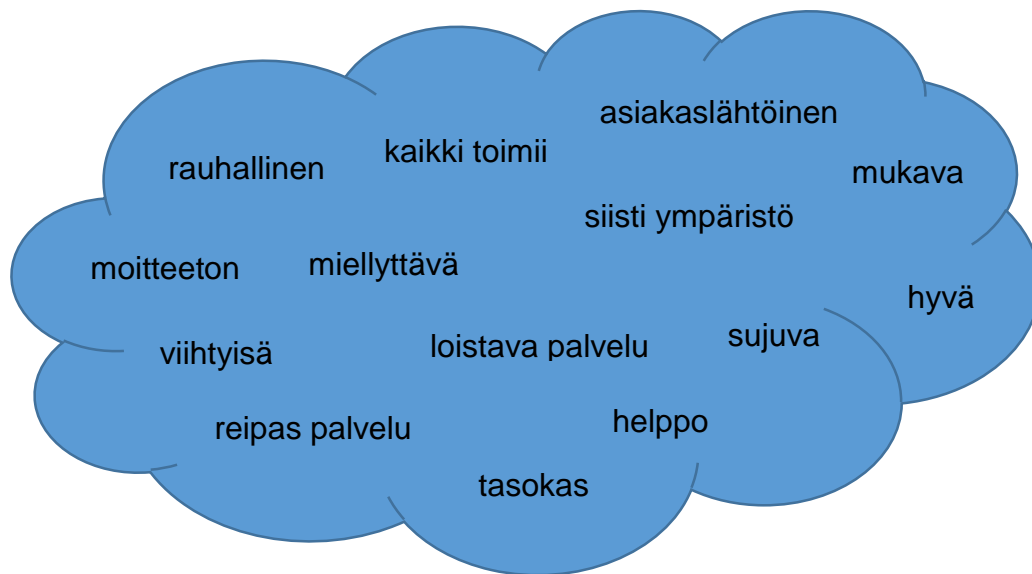 asiakaslähtöinen
kaikki toimii
rauhallinen
mukava
siisti ympäristö
moitteeton
miellyttävä
hyvä
sujuva
viihtyisä
loistava palvelu
helppo
reipas palvelu
tasokas